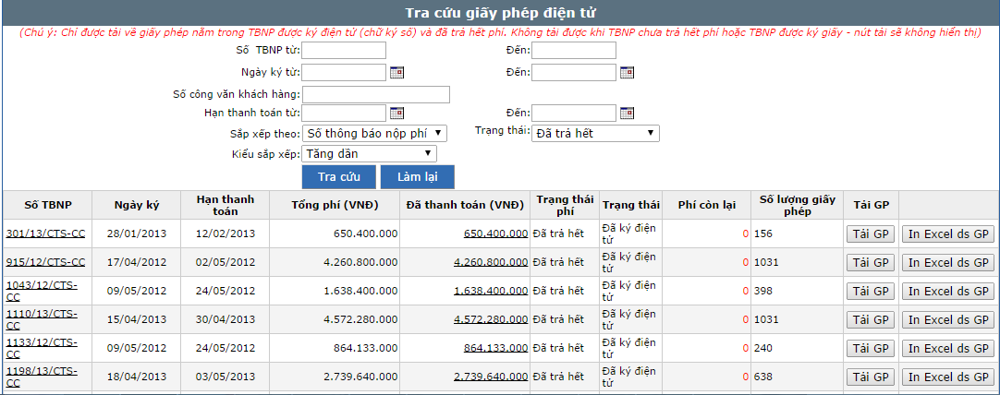 Tra cứu giấy phép điện tử
(Chú ý: Chỉ được tải về giấy phép nằm trong TBNP được ký điện tử (chữ ký số) và đã trả hết phí. Không tải được khi TBNP chưa trả hết phí hoặc TBNP được ký giấy - nút tải sẽ không hiển thị)
Số TBNP từ: Đến:
Ngày ký từ: Đến:
Số công văn khách hàng:
Hạn thanh toán từ: Đến:
Sắp xếp theo: Số thông báo nộp phí Trạng thái: Đã trả hết
Kiểu sắp xếp: Tăng dần
Tra cứu Làm lại
Số TBNP Ngày ký Hạn thanh toán Tổng phí (VNĐ) Đã thanh toán (VNĐ) Trạng thái phí Trạng thái Phí còn lại Số lượng giấy phép Tải GP
301/13/CTS-CC 28/01/2013 12/02/2013 650.400.000 650.400.000 Đã trả hết Đã ký điện tử 0 156 Tải GP In Excel ds GP
915/12/CTS-CC 17/04/2012 02/05/2012 4.260.800.000 4.260.800.000 Đã trả hết Đã ký điện tử 0 1031 Tải GP In Excel ds GP
1043/12/CTS-CC 09/05/2012 24/05/2012 1.638.400.000 1.638.400.000 Đã trả hết Đã ký điện tử 0 398 Tải GP In Excel ds GP
1110/13/CTS-CC 15/04/2013 30/04/2013 4.572.280.000 4.572.280.000 Đã trả hết Đã ký điện tử 0 1031 Tải GP In Excel ds GP
1133/12/CTS-CC 09/05/2012 24/05/2012 864.133.000 864.133.000 Đã trả hết Đã ký điện tử 0 240 Tải GP In Excel ds GP
1198/13/CTS-CC 18/04/2013 03/05/2013 2.739.640.000 2.739.640.000 Đã trả hết Đã ký điện tử 0 638 Tải GP In Excel ds GP